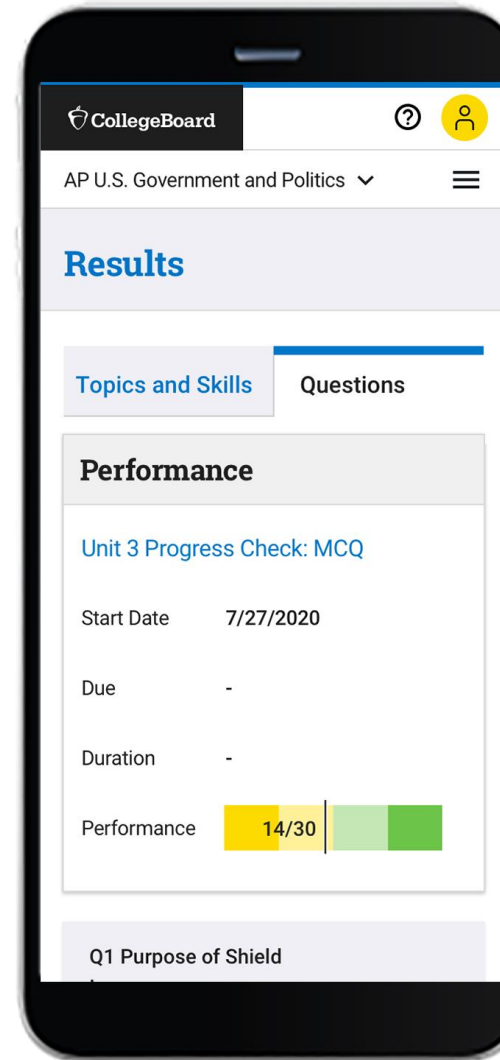 CollegeBoard
AP U.S. Government and Politics
Results
Topics and Skills Questions
Performance
Unit 3 Progress Check: MCQ
Start Date 7/27/2020
Due -
Duration -
Performance 14/30
Q1 Purpose of Shield